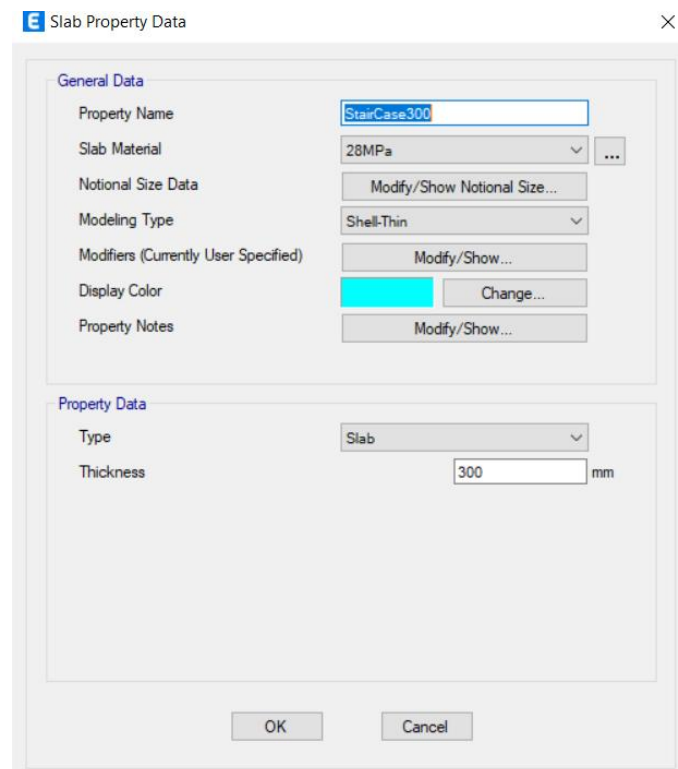 E Slab Property Data
General Data
Property Name StairCase300
Slab Material 28MPa ...
Notional Size Data Modify/Show Notional Size...
Modeling Type Shell-Thin
Modifiers (Currently User Specified) Modify/Show...
Display Color Change...
Property Notes Modify/Show...
Property Data
Type Slab
Thickness 300 mm
OK Cancel